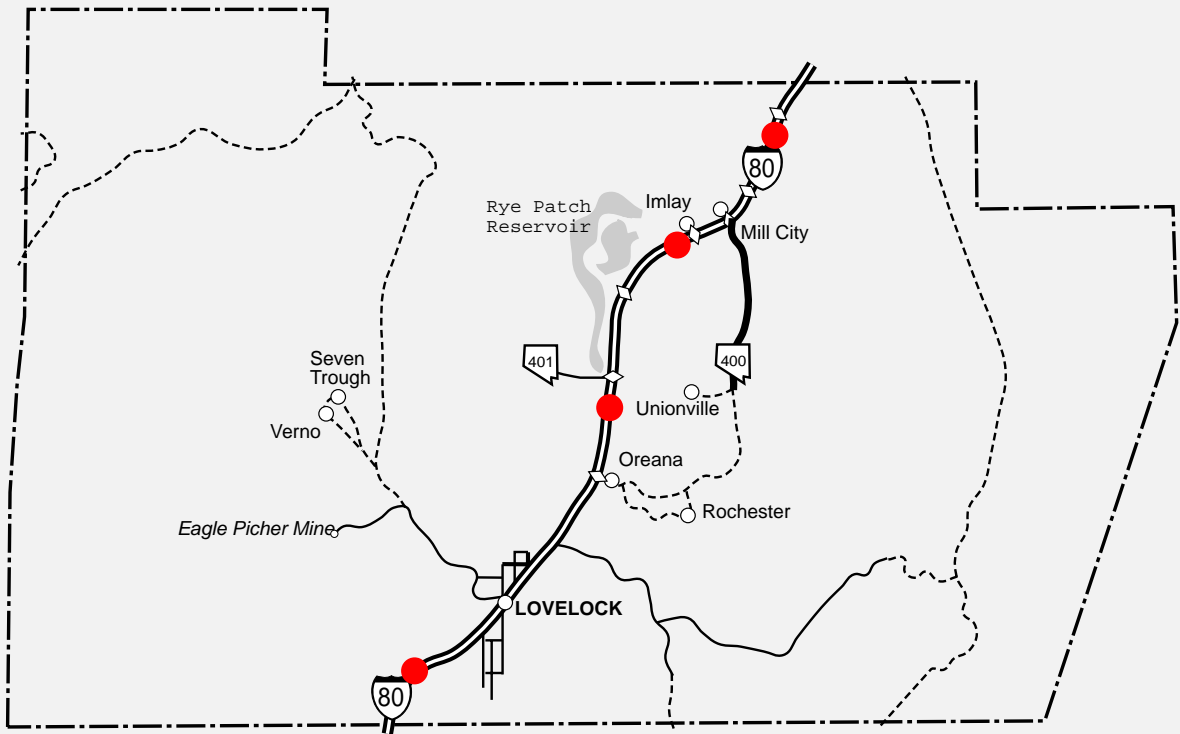 80
Imlay
Rye Patch
Reservoir
Mill City
401
400
Seven
Trough
Unionville
Verno
Oreana
Rochester
Eagle Picher Mine
LOVELOCK
80